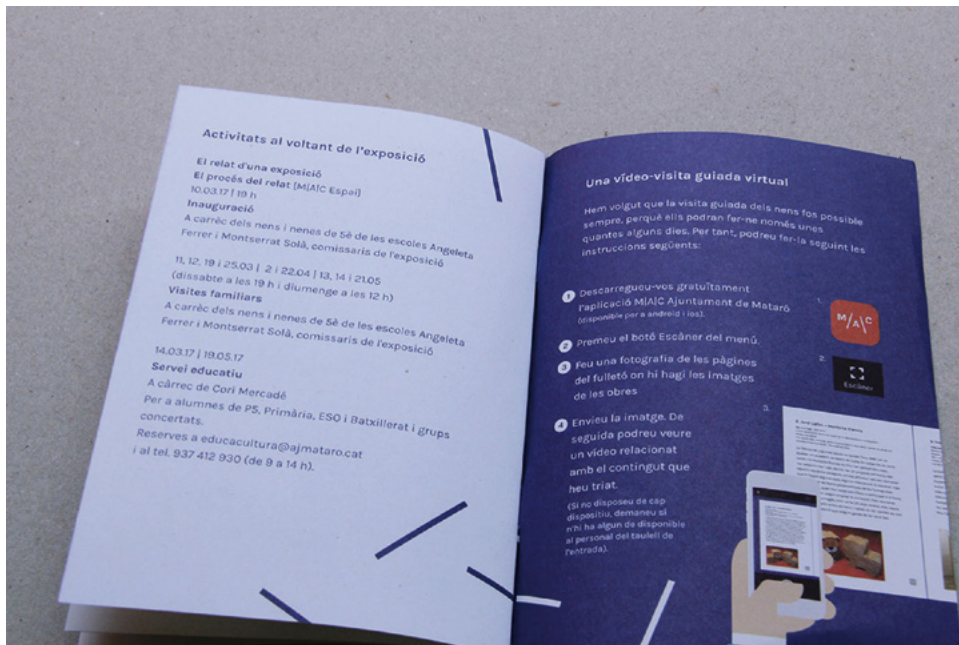 Activitats al voltant de l'exposició
El relat d'una exposició
El procés del relat (M|A|C Espai)
10.03.17 | 19 h
Inauguració
A carrèc dels nens i nenes de 5è de les escoles Angeleta
Ferrer i Montserrat Solà, comissaris de l'exposició
11, 12, 19 i 25.03 | 2 i 22.04 | 13, 14 i 21.05
(dissabte a les 19 h i diumenge a les 12 h)
Visites familiars
A carrèc dels nens i nenes de 5è de les escoles Angeleta
Ferrer i Montserrat Solà, comissaris de l'exposició
14.03.17 | 19.05.17
Servei educatiu
A càrrec de Cori Mercadé
Per a alumnes de P5, Primària, ESO i Batxillerat i grups
concertats.
Reserves a educacultura@ajmataro.cat
i al tel. 937 412 930 (de 9 a 14 h).
Una vídeo-visita guiada virtual
Hem volgut que la visita guiada dels nens fos possible
sempre, perquè ells podran fer-ne només unes
quantes alguns dies. Per tant, podreu fer-la seguint les
instruccions següents:
1 Descarregueu-vos gratuïtament
l'aplicació M|A|C Ajuntament de Mataró
(disponible per a android i ios).
2 Premeu el botó Escàner del menú.
3 Feu una fotografia de les pàgines
del fulletó on hi hagi les imatges
de les obres
4 Envieu la imatge. De
seguida podreu veure
un vídeo relacionat
amb el contingut que
heu triat.
(Si no disposeu de cap
dispositiu, demaneu si
n'hi ha algun de disponible
al personal del taulell de
l'entrada).
1.
M/A\C
2.
Escàner
3.